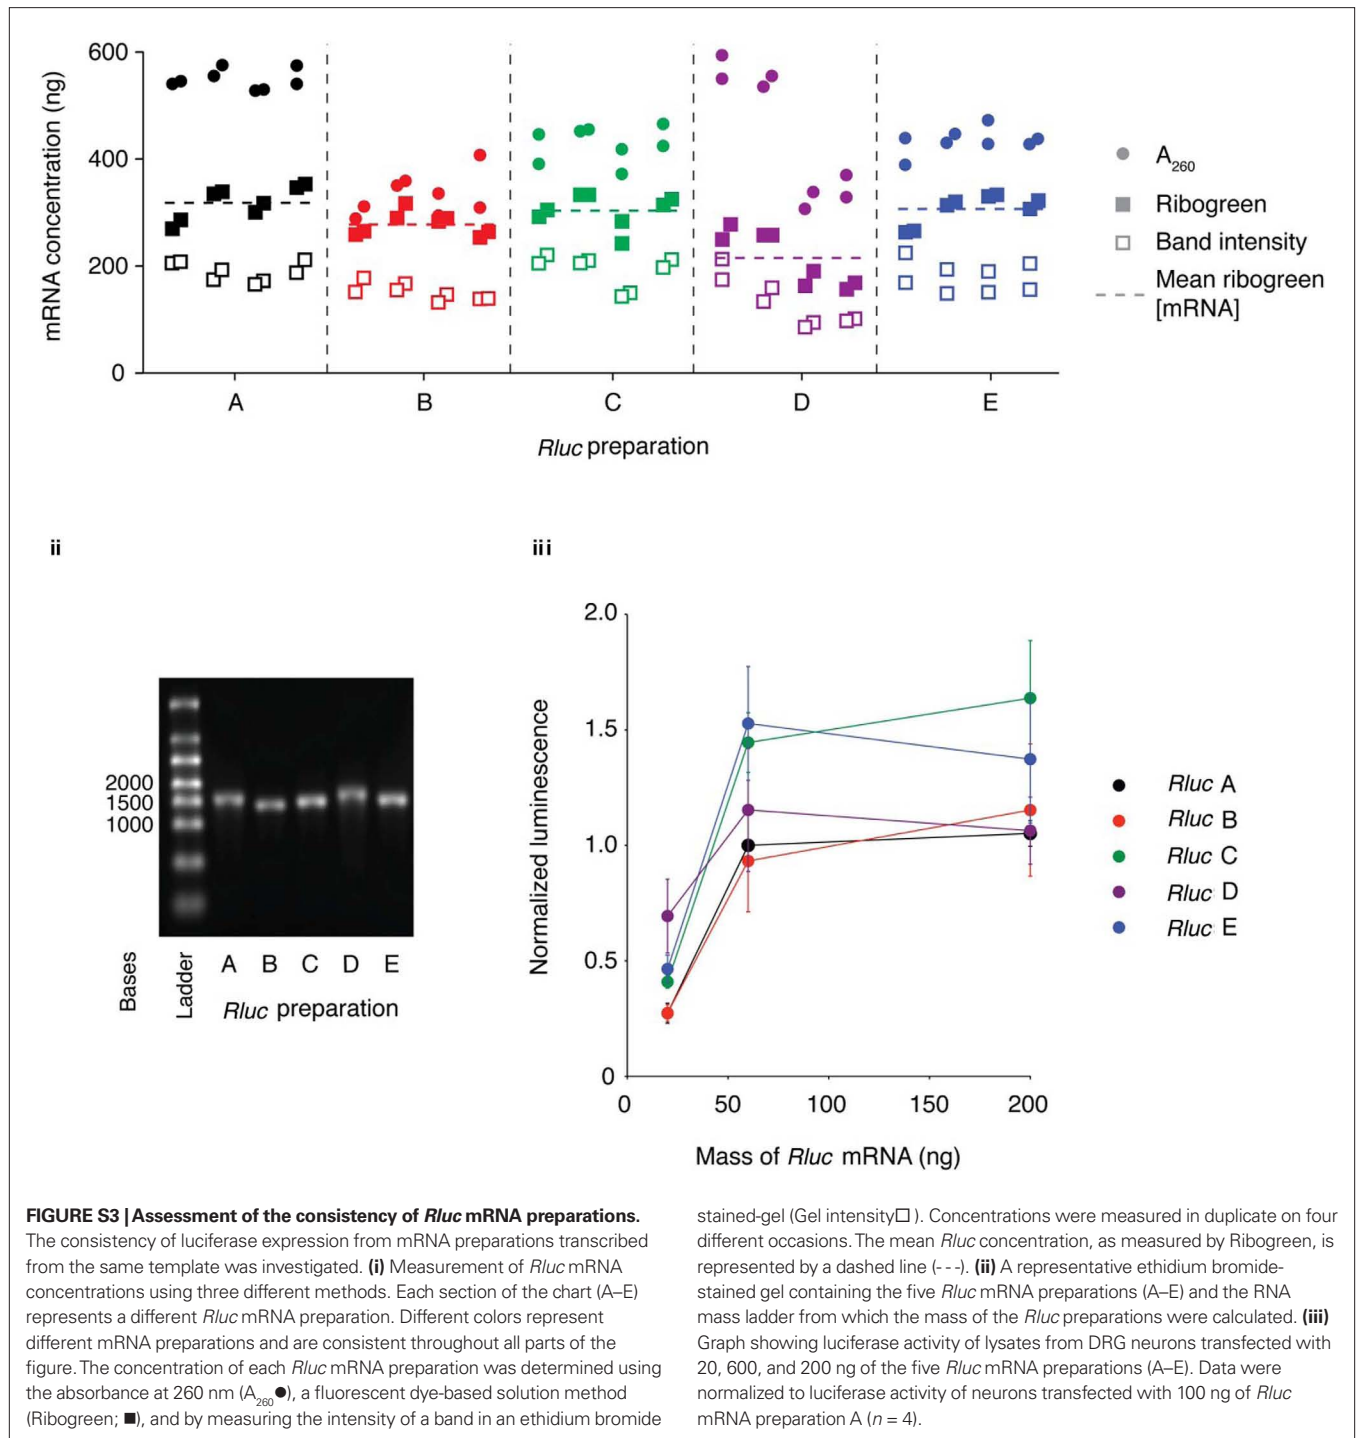 600
400
200
0
mRNA concentration (ng)
A B C D E
Rluc preparation
A260
Ribogreen
Band intensity
Mean ribogreen
[mRNA]
ii
2000
1500
1000
Bases
Ladder
A B C D E
Rluc preparation
iii
2.0
1.5
1.0
0.5
0
Normalized luminescence
0 50 100 150 200
Mass of Rluc mRNA (ng)
Rluc A
Rluc B
Rluc C
Rluc D
Rluc E
FIGURE S3 | Assessment of the consistency of Rluc mRNA preparations.
The consistency of luciferase expression from mRNA preparations transcribed
from the same template was investigated. (i) Measurement of Rluc mRNA
concentrations using three different methods. Each section of the chart (A–E)
represents a different Rluc mRNA preparation. Different colors represent
different mRNA preparations and are consistent throughout all parts of the
figure. The concentration of each Rluc mRNA preparation was determined using
the absorbance at 260 nm (A260●), a fluorescent dye-based solution method
(Ribogreen; ■), and by measuring the intensity of a band in an ethidium bromide
stained-gel (Gel intensity□ ). Concentrations were measured in duplicate on four
different occasions. The mean Rluc concentration, as measured by Ribogreen, is
represented by a dashed line (- - -). (ii) A representative ethidium bromide-
stained gel containing the five Rluc mRNA preparations (A–E) and the RNA
mass ladder from which the mass of the Rluc preparations were calculated. (iii)
Graph showing luciferase activity of lysates from DRG neurons transfected with
20, 600, and 200 ng of the five Rluc mRNA preparations (A–E). Data were
normalized to luciferase activity of neurons transfected with 100 ng of Rluc
mRNA preparation A (n = 4).